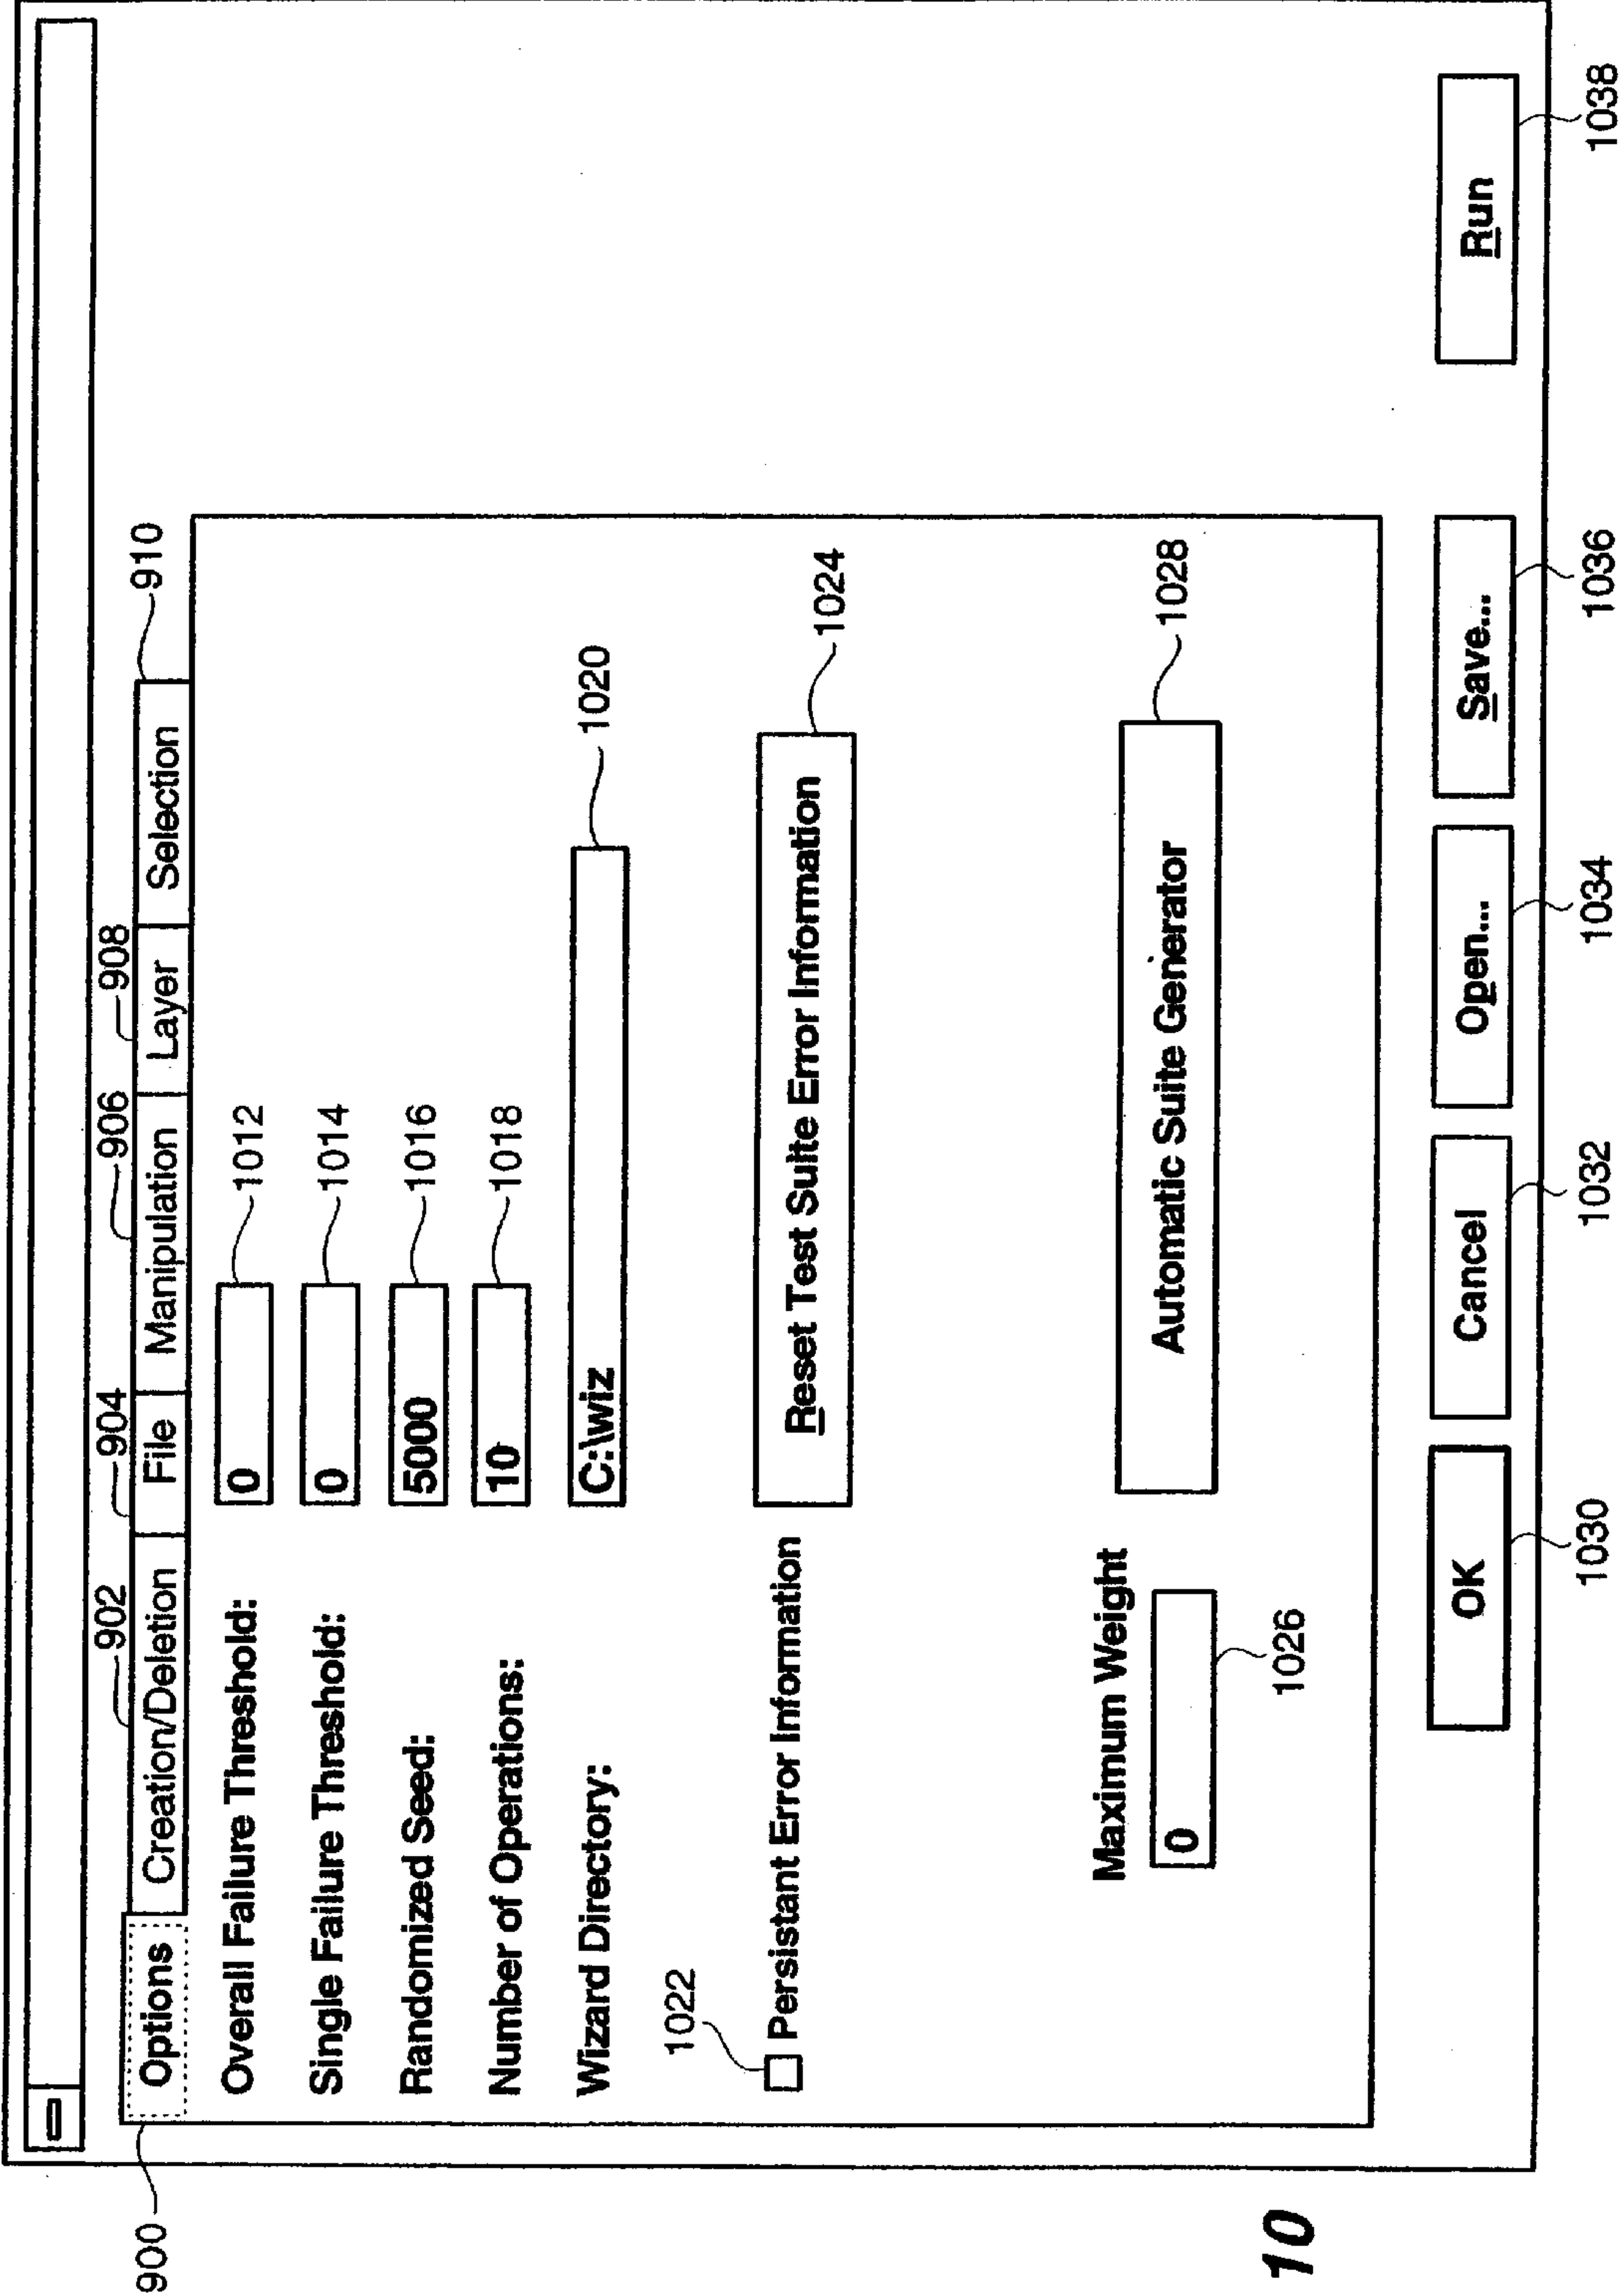 902 904 906 908 910
900
Options Creation/Deletion File Manipulation Layer Selection
Overall Failure Threshold: 0 1012
Single Failure Threshold: 0 1014
Randomized Seed: 5000 1016
Number of Operations: 10 1018
Wizard Directory: C:\wiz 1020
1022
Persistant Error Information Reset Test Suite Error Information 1024
Maximum Weight
0 Automatic Suite Generator 1028
1026
OK Cancel Open... Save... Run
1030 1032 1034 1036 1038
10